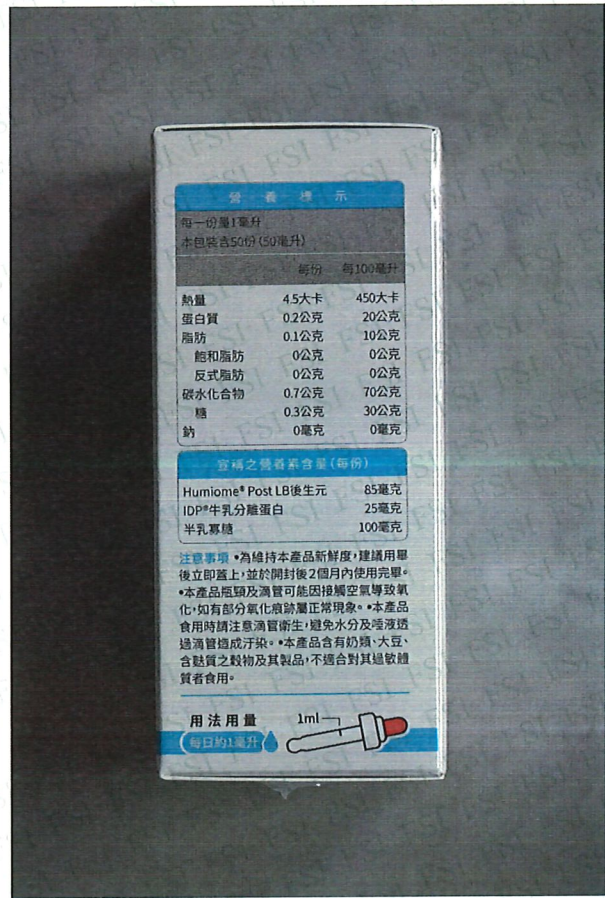 營養標示
每一份量1毫升
本包裝含50份(50毫升)
每份 每100毫升
熱量 4.5大卡 450大卡
蛋白質 0.2公克 20公克
脂肪 0.1公克 10公克
飽和脂肪 0公克 0公克
反式脂肪 0公克 0公克
碳水化合物 0.7公克 70公克
糖 0.3公克 30公克
鈉 0毫克 0毫克
宣稱之營養素含量(每份)
Humiome® Post LB後生元 85毫克
IDP®牛乳分離蛋白 25毫克
半乳寡糖 100毫克
注意事項 •為維持本產品新鮮度,建議用畢
後立即蓋上,並於開封後2個月內使用完畢。
•本產品瓶頸及滴管可能因接觸空氣導致氧
化,如有部分氧化痕跡屬正常現象。•本產品
食用時請注意滴管衛生,避免水分及唾液透
過滴管造成汙染。•本產品含有奶類、大豆、
含麩質之穀物及其製品,不適合對其過敏體
質者食用。
用法用量 1ml
每日約1毫升
FSI